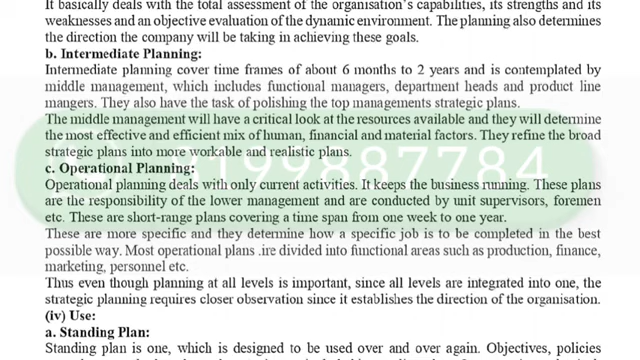 It basically deals with the total assessment of the organisation's capabilities, its strengths and its
weaknesses and an objective evaluation of the dynamic environment. The planning also determines
the direction the company will be taking in achieving these goals.
b. Intermediate Planning:
Intermediate planning cover time frames of about 6 months to 2 years and is contemplated by
middle management, which includes functional managers, department heads and product line
mangers. They also have the task of polishing the top managements strategic plans.
The middle management will have a critical look at the resources available and they will determine
the most effective and efficient mix of human, financial and material factors. They refine the broad
strategic plans into more workable and realistic plans.
c. Operational Planning:
Operational planning deals with only current activities. It keeps the business running. These plans
are the responsibility of the lower management and are conducted by unit supervisors, foremen
etc. These are short-range plans covering a time span from one week to one year.
These are more specific and they determine how a specific job is to be completed in the best
possible way. Most operational plans .ire divided into functional areas such as production, finance,
marketing, personnel etc.
Thus even though planning at all levels is important, since all levels are integrated into one, the
strategic planning requires closer observation since it establishes the direction of the organisation.
(iv) Use:
a. Standing Plan:
Standing plan is one, which is designed to be used over and over again. Objectives, policies